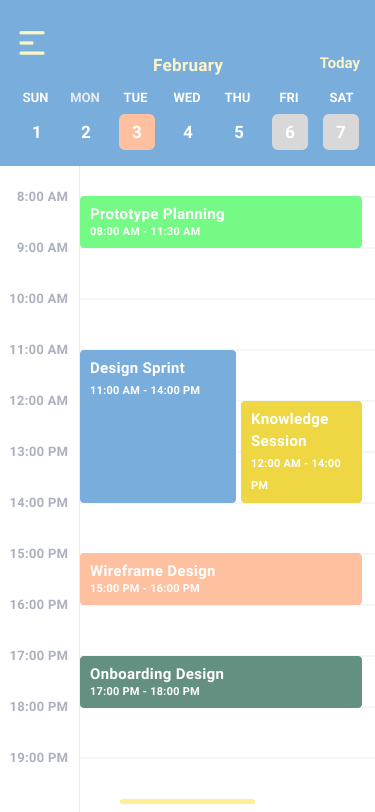 February
Today
SUN MON TUE WED THU FRI SAT
1 2 3 4 5 6 7
8:00 AM
Prototype Planning
08:00 AM - 11:30 AM
9:00 AM
10:00 AM
11:00 AM
Design Sprint
11:00 AM - 14:00 PM
12:00 AM
Knowledge
Session
12:00 AM - 14:00
PM
13:00 PM
14:00 PM
15:00 PM
Wireframe Design
15:00 PM - 16:00 PM
16:00 PM
17:00 PM
Onboarding Design
17:00 PM - 18:00 PM
18:00 PM
19:00 PM